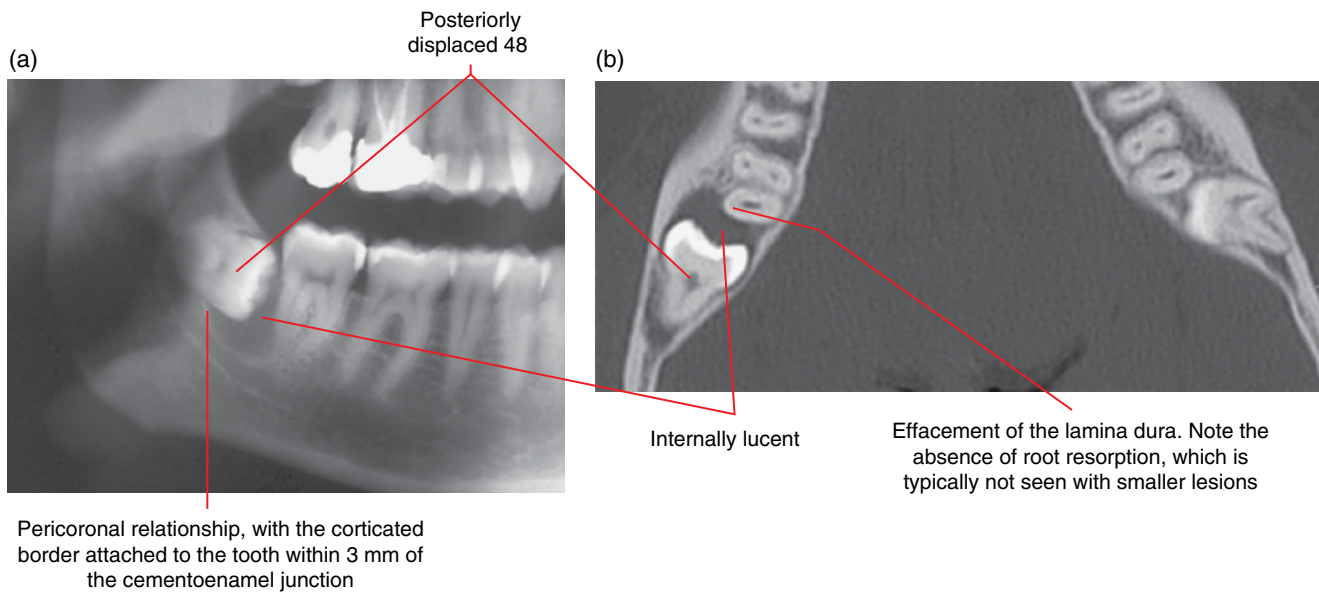 Posteriorly
displaced 48
(a)
(b)
Internally lucent
Effacement of the lamina dura. Note the
absence of root resorption, which is
typically not seen with smaller lesions
Pericoronal relationship, with the corticated
border attached to the tooth within 3 mm of
the cementoenamel junction